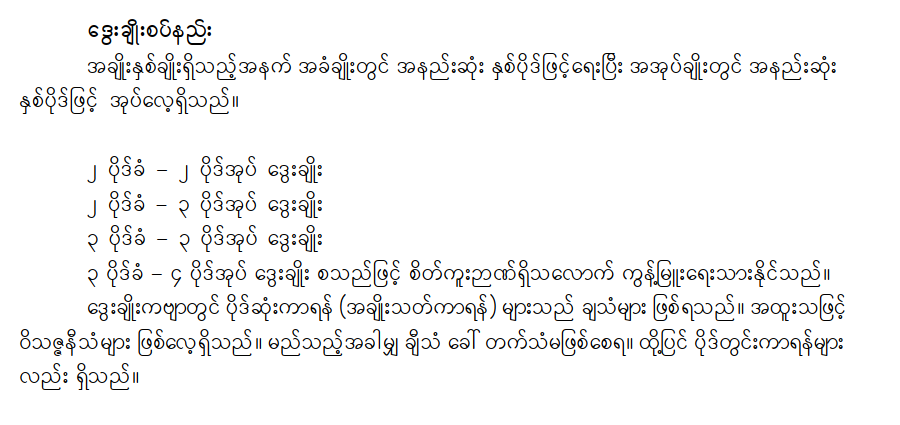 ဒွေးချိုးစပ်နည်း
အချိုးနှစ်ချိုးရှိသည့်အနက် အခံချိုးတွင် အနည်းဆုံး နှစ်ပိုဒ်ဖြင့်ရေးပြီး အအုပ်ချိုးတွင် အနည်းဆုံး
နှစ်ပိုဒ်ဖြင့် အုပ်လေ့ရှိသည်။
၂ ပိုဒ်ခံ – ၂ ပိုဒ်အုပ် ဒွေးချိုး
၂ ပိုဒ်ခံ – ၃ ပိုဒ်အုပ် ဒွေးချိုး
၃ ပိုဒ်ခံ – ၃ ပိုဒ်အုပ် ဒွေးချိုး
၃ ပိုဒ်ခံ – ၄ ပိုဒ်အုပ် ဒွေးချိုး စသည်ဖြင့် စိတ်ကူးဉာဏ်ရှိသလောက် ကွန့်မြူးရေးသားနိုင်သည်။
ဒွေးချိုးကဗျာတွင် ပိုဒ်ဆုံးကာရန် (အချိုးသတ်ကာရန်) များသည် ချသံများ ဖြစ်ရသည်။ အထူးသဖြင့်
ဝိသဇ္ဇနီသံများ ဖြစ်လေ့ရှိသည်။ မည်သည့်အခါမျှ ချီသံ ခေါ် တက်သံမဖြစ်စေရ။ ထို့ပြင် ပိုဒ်တွင်းကာရန်များ
လည်း ရှိသည်။